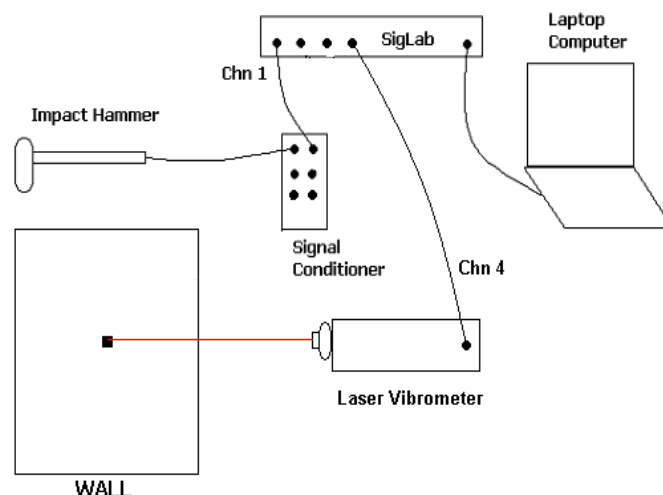 SigLab
Laptop
Computer
Chn 1
Impact Hammer
Signal
Conditioner
Chn 4
Laser Vibrometer
WALL